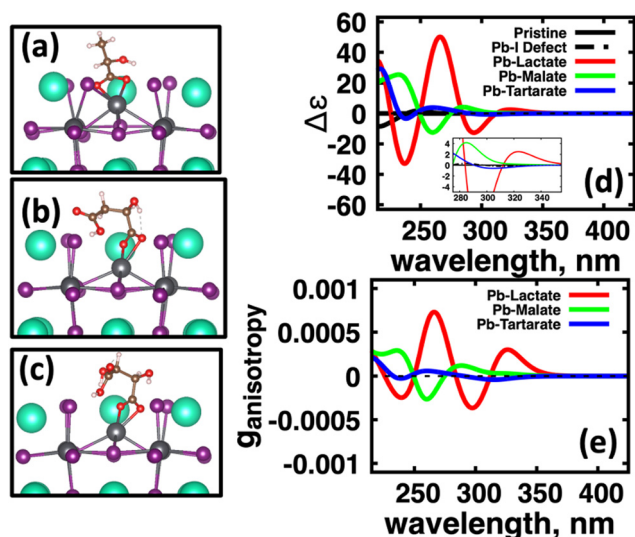 (a)
(b)
(c)
60
40
20
0
-20
-40
-60
Δε
Pristine
Pb-I Defect
Pb-Lactate
Pb-Malate
Pb-Tartarate
4
2
0
-2
-4
280 300 320 340
(d)
250 300 350 400
wavelength, nm
0.001
0.0005
0
-0.0005
-0.001
ganisotropy
Pb-Lactate
Pb-Malate
Pb-Tartarate
(e)
250 300 350 400
wavelength, nm